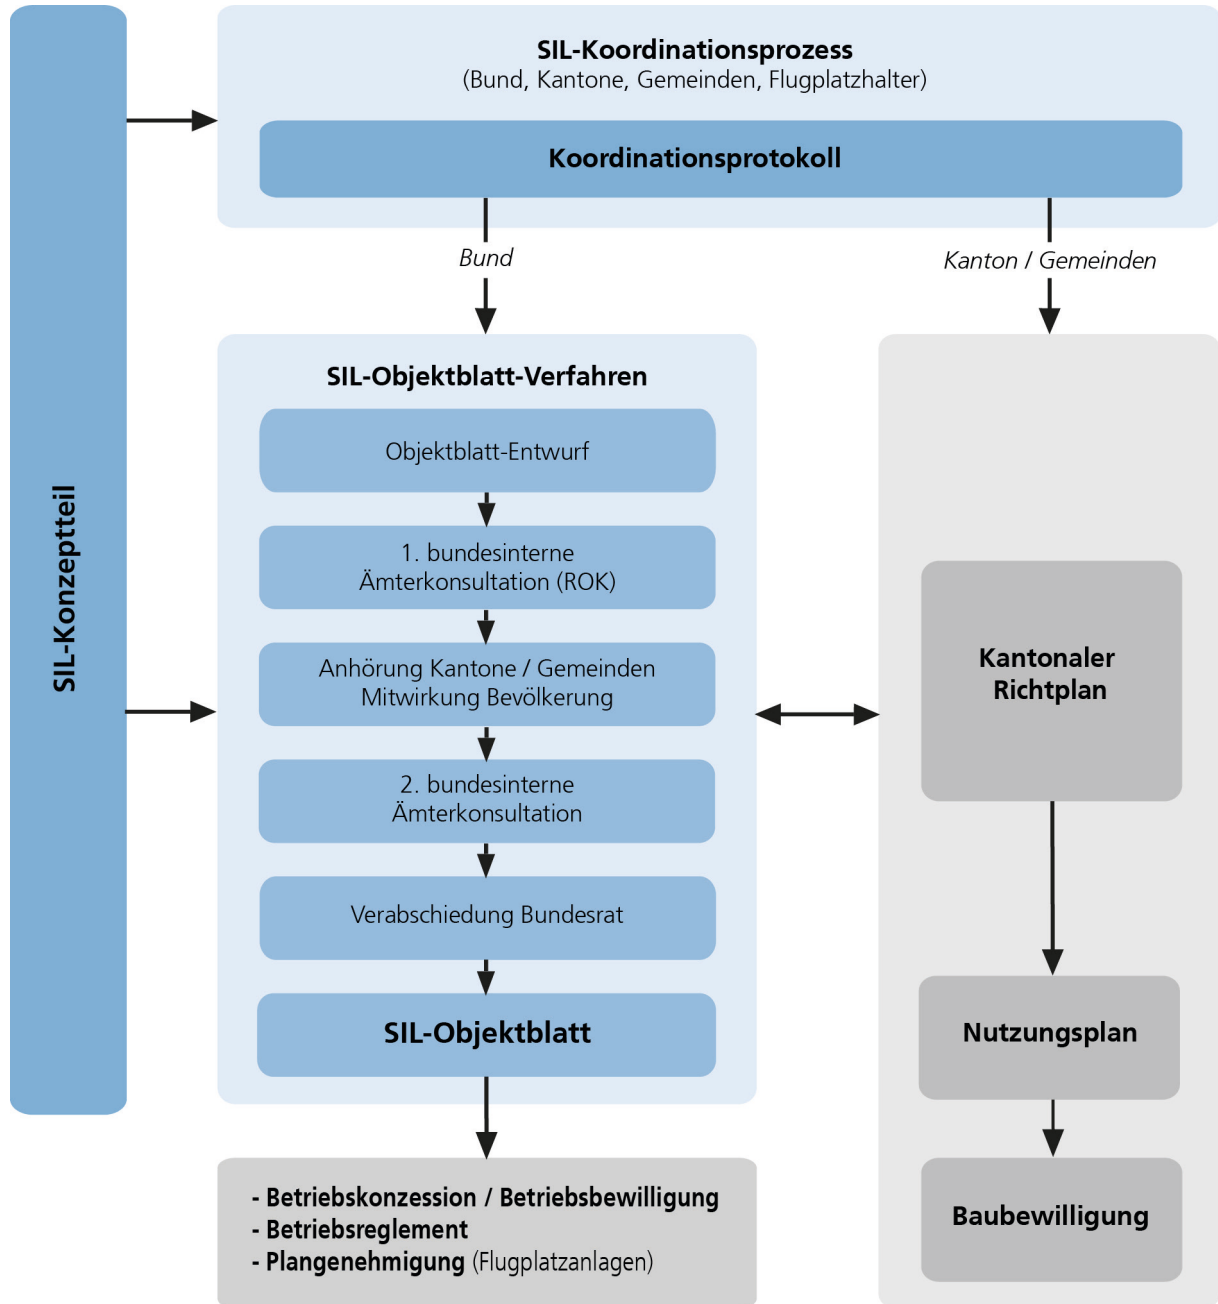 SIL-Konzeptteil
SIL-Koordinationsprozess
(Bund, Kantone, Gemeinden, Flugplatzhalter)
Koordinationsprotokoll
Bund
Kanton / Gemeinden
SIL-Objektblatt-Verfahren
Objektblatt-Entwurf
1. bundesinterne
Ämterkonsultation (ROK)
Anhörung Kantone / Gemeinden
Mitwirkung Bevölkerung
2. bundesinterne
Ämterkonsultation
Verabschiedung Bundesrat
SIL-Objektblatt
- Betriebskonzession / Betriebsbewilligung
- Betriebsreglement
- Plangenehmigung (Flugplatzanlagen)
Kantonaler
Richtplan
Nutzungsplan
Baubewilligung